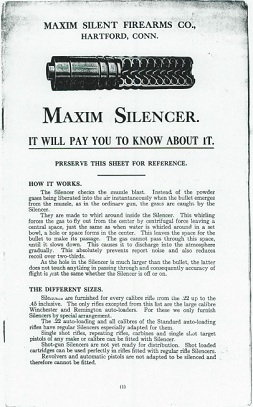 MAXIM SILENT FIREARMS CO.,
HARTFORD, CONN.
MAXIM SILENCER.
IT WILL PAY YOU TO KNOW ABOUT IT.
PRESERVE THIS SHEET FOR REFERENCE.
HOW IT WORKS.
The Silencer checks the muzzle blast. Instead of the powder
gases being liberated into the air instantaneously when the bullet emerges
from the muzzle, as in the ordinary gun, the gases are caught by the
Silencer.
They are made to whirl around inside the Silencer. This whirling
forces the gas to fly out from the center by centrifugal force leaving a
central space, just the same as when water is whirled around in a set
bowl, a hole or space forms in the center. This leaves the space for the
bullet to make its passage. The gas cannot pass through this space,
until it slows down. This causes it to discharge into the atmosphere
gradually. This absolutely prevents report noise and also reduces
recoil over two-thirds.
As the hole in the Silencer is much larger than the bullet, the latter
does not touch anything in passing through and consequently accuracy of
flight is just the same whether the Silencer is off or on.
THE DIFFERENT SIZES.
are furnished for every calibre rifle from the .22 up to the
.45 inclusive. The only rifles excepted from this list are the large calibre
Winchester and Remington auto-loaders. For these we only furnish
Silencers by special arrangement.
The .22 auto-loading and all calibres of the Standard auto-loading
rifles have regular Silencers especially adapted for them.
Single shot rifles, repeating rifles, carbines and single shot target
pistols of any make or calibre can be fitted with Silencer.
Shot-gun Silencers are not yet ready for distribution. Shot loaded
cartridges can be used perfectly in rifles fitted with regular rifle Silencers.
Revolvers and automatic pistols are not adapted to be silenced and
therefore cannot be fitted.
(1)